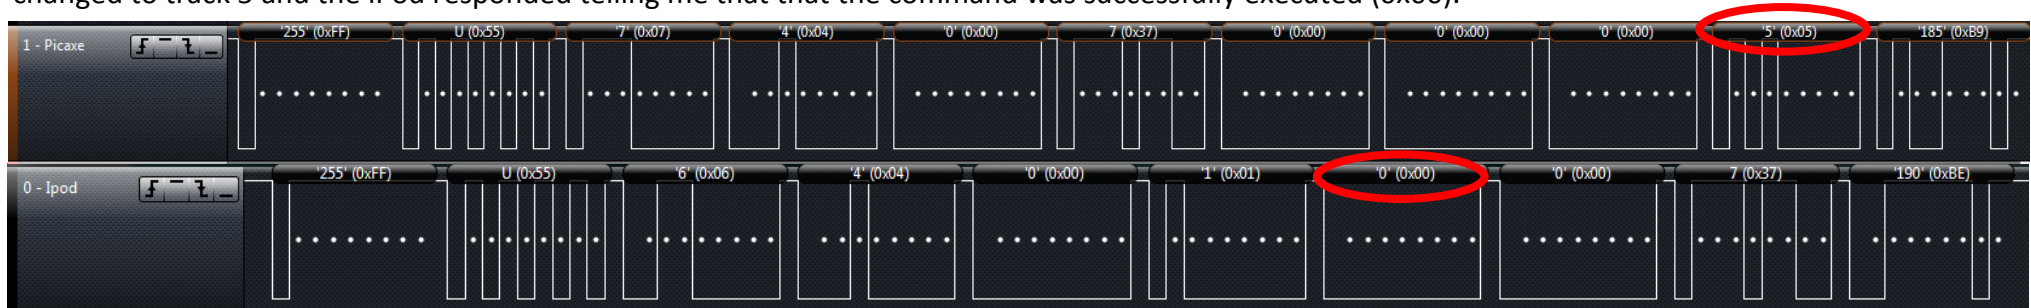 changed to track 5 and the iPod responded telling me that that the command was successfully executed (0x00).
1 - Picaxe '255' (0xFF) U (0x55) '7' (0x07) '4' (0x04) '0' (0x00) 7 (0x37) '0' (0x00) '0' (0x00) '0' (0x00) '5' (0x05) '185' (0xB9)
0 - Ipod '255' (0xFF) U (0x55) '6' (0x06) '4' (0x04) '0' (0x00) '1' (0x01) '0' (0x00) '0' (0x00) 7 (0x37) '190' (0xBE)